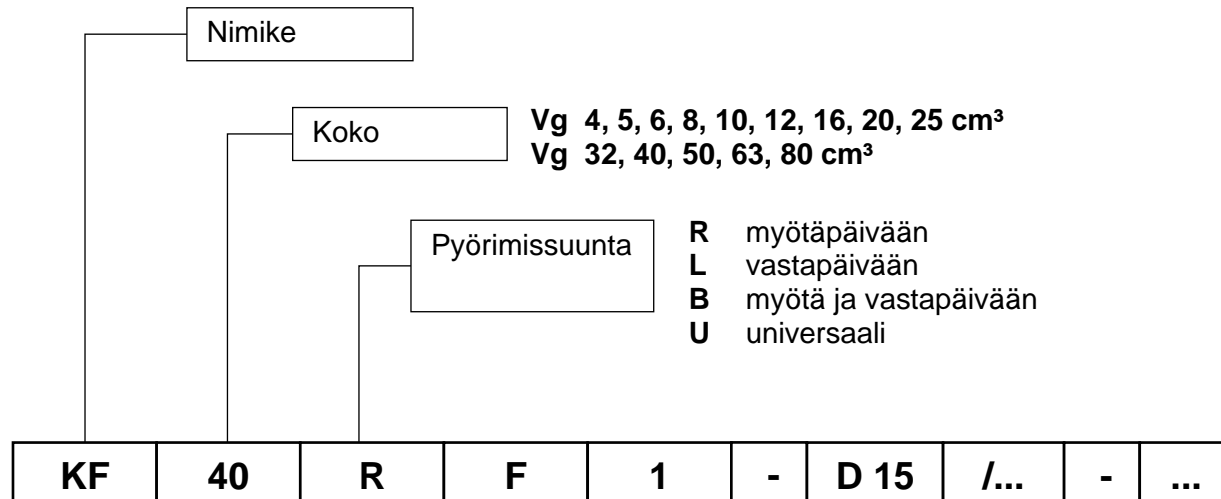 Nimike
Koko
Vg 4, 5, 6, 8, 10, 12, 16, 20, 25 cm³
Vg 32, 40, 50, 63, 80 cm³
Pyörimissuunta
R myötäpäivään
L vastapäivään
B myötä ja vastapäivään
U universaali
KF 40 R F 1 - D 15 /... - ...